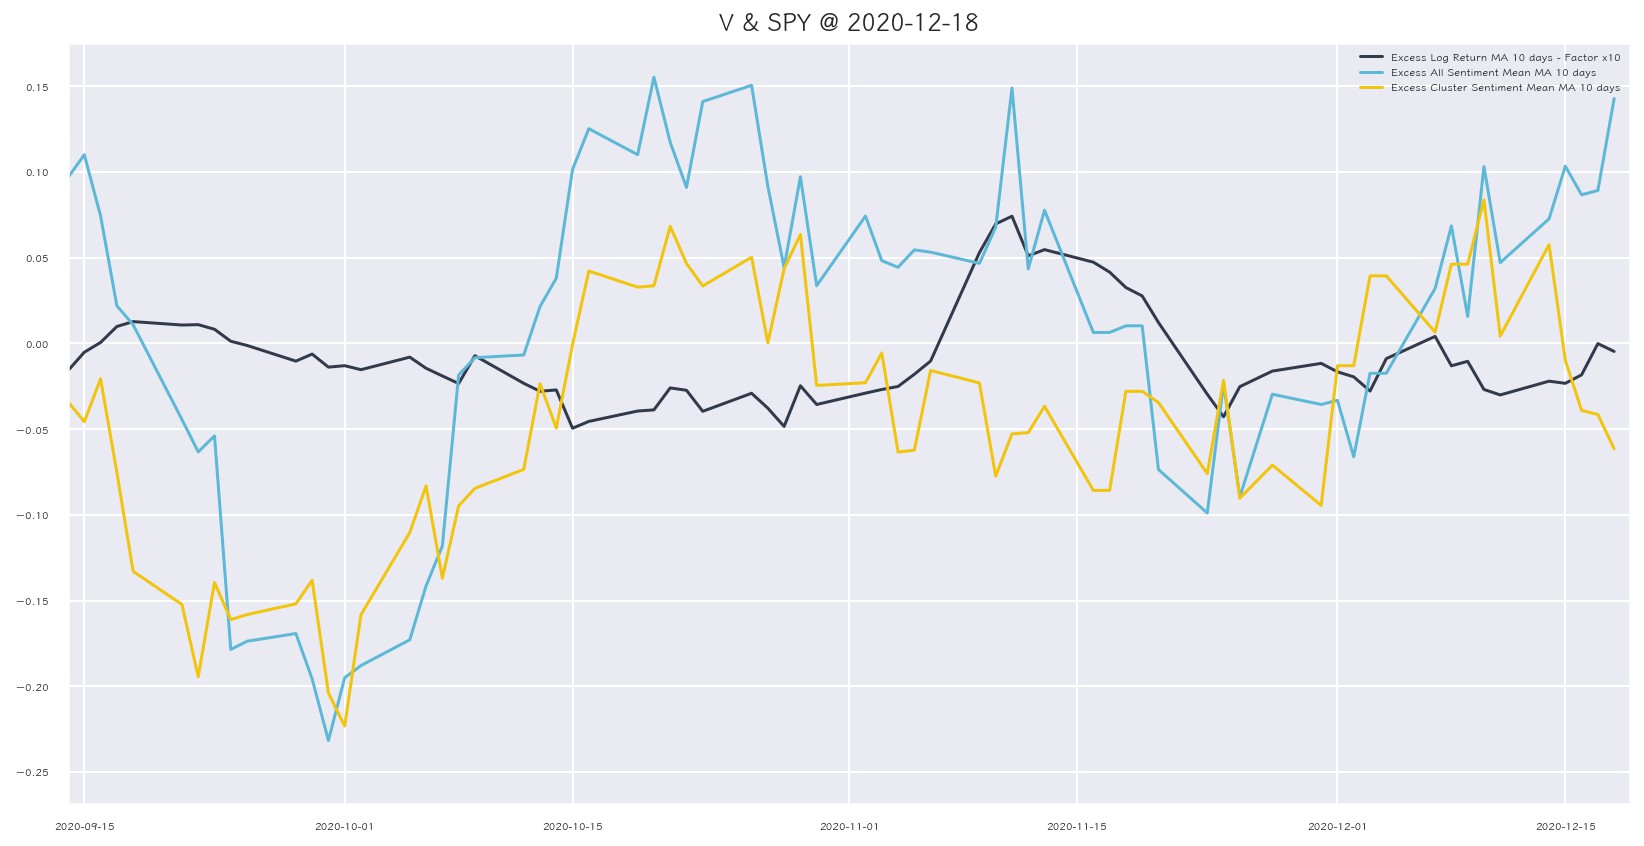 V & SPY @ 2020-12-18
Excess Log Return MA 10 days - Factor x10
Excess All Sentiment Mean MA 10 days
Excess Cluster Sentiment Mean MA 10 days
0.15
0.10
0.05
0.00
−0.05
−0.10
−0.15
−0.20
−0.25
2020-09-15 2020-10-01 2020-10-15 2020-11-01 2020-11-15 2020-12-01 2020-12-15